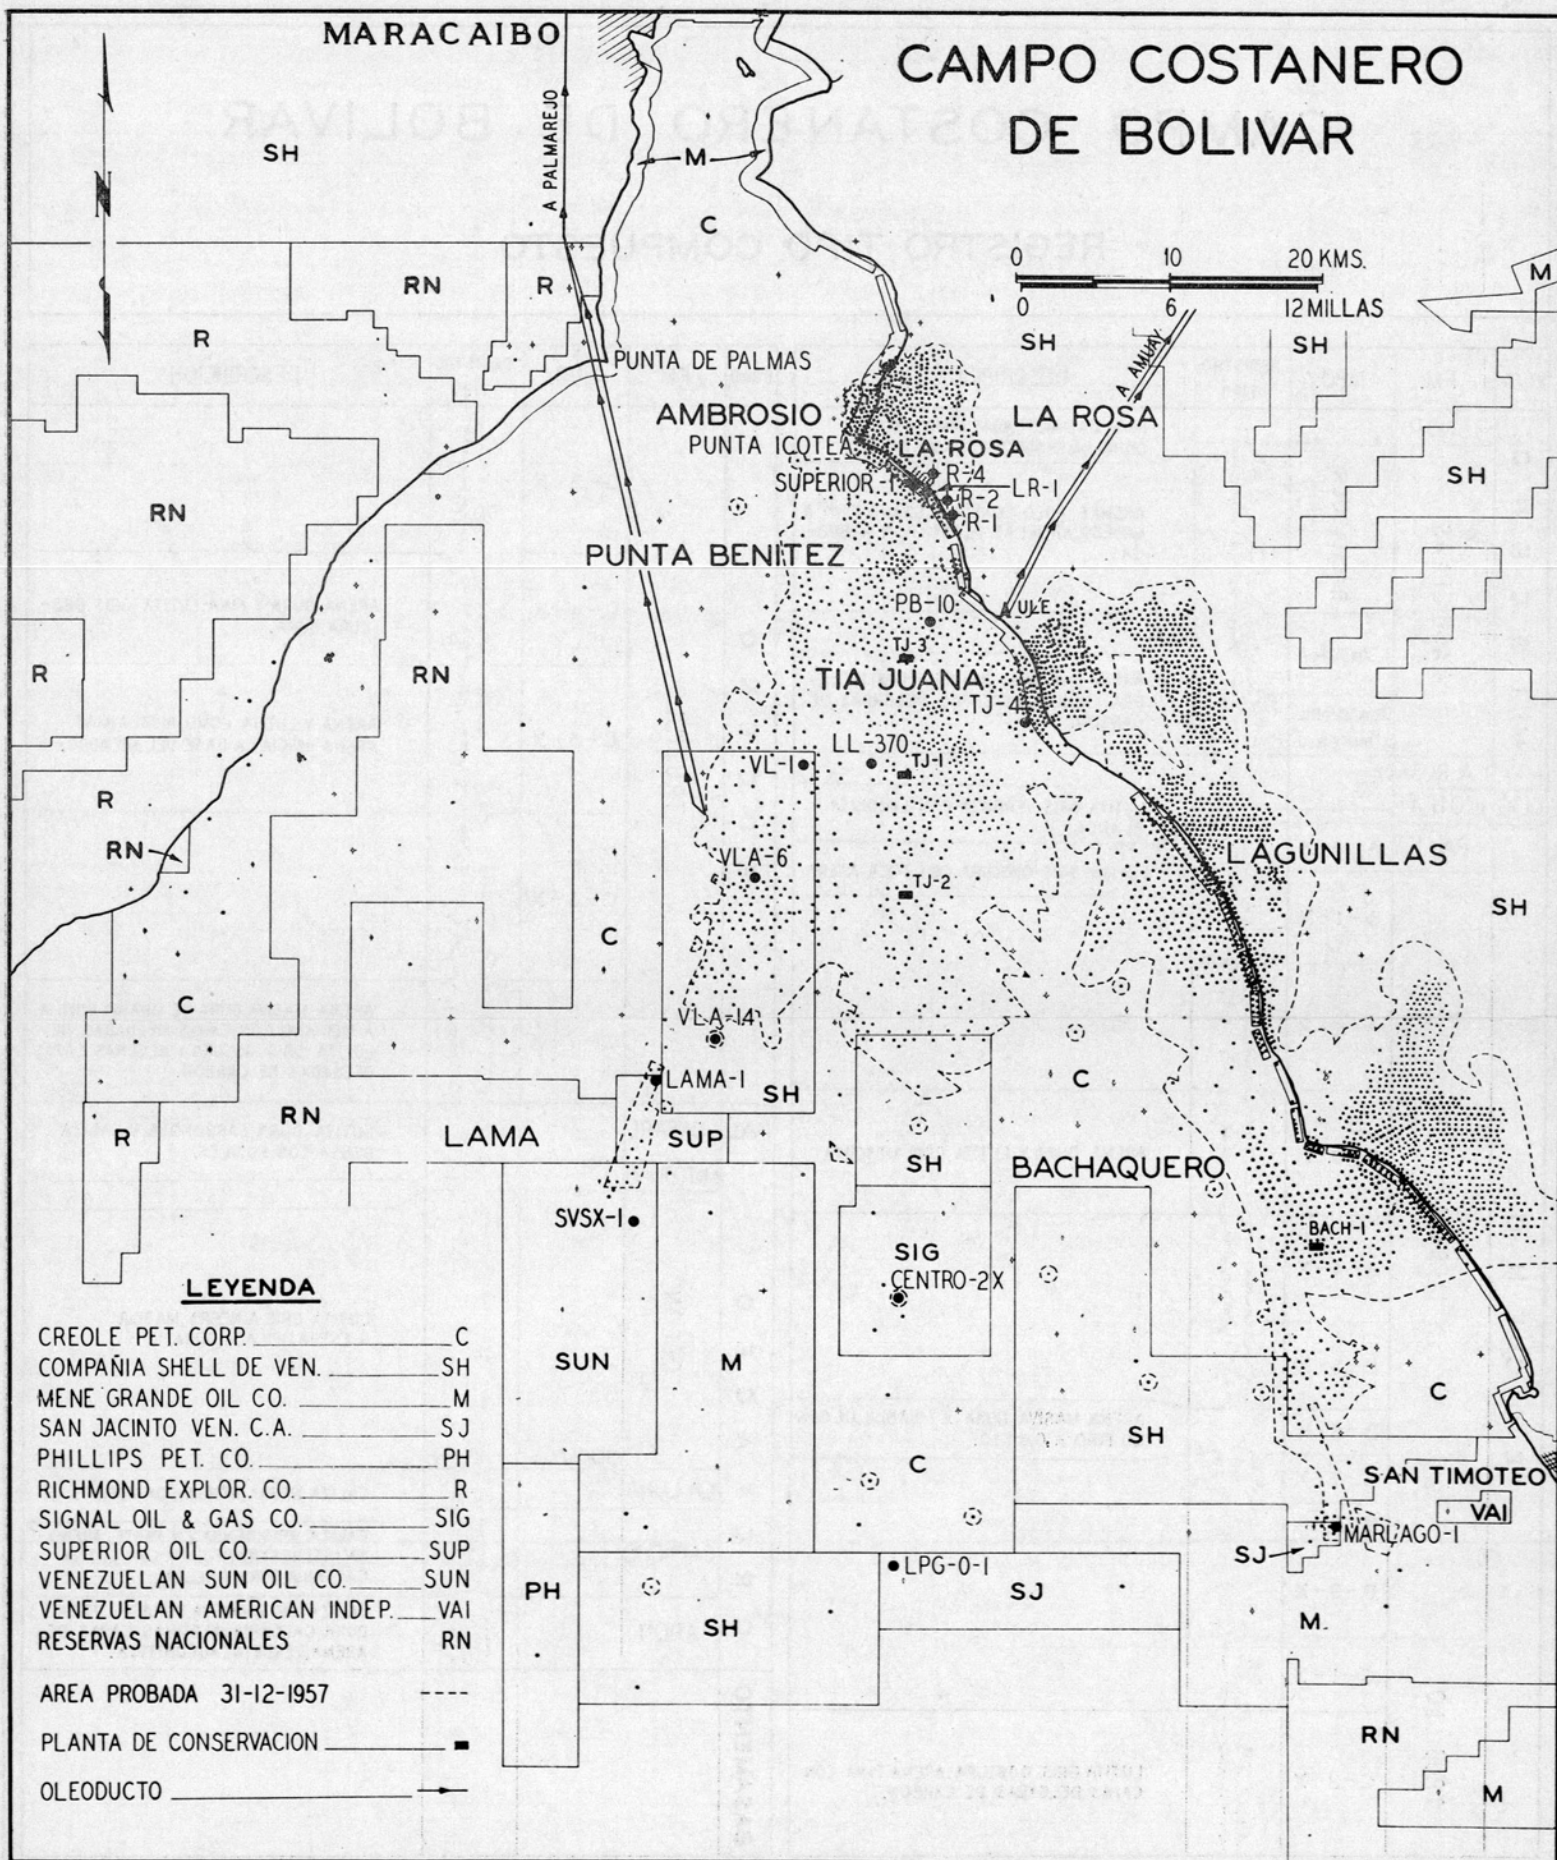 MARACAIBO
CAMPO COSTANERO
DE BOLIVAR
A PALMAREJO
SH
M
N
C
0 10 20 KMS.
0 6 12 MILLAS
M
RN
R
R
SH
SH
A AMUAY
PUNTA DE PALMAS
AMBROSIO
LA ROSA
PUNTA ICOTEA
LA ROSA
SH
SUPERIOR-1
R-4
LR-1
R-2
R-1
RN
PUNTA BENITEZ
PB-10
A ULE
TJ-3
R
RN
TIA JUANA
TJ-4
LL-370
VL-1
TJ-1
R
RN
VLA-6
LAGUNILLAS
TJ-2
SH
C
C
VLA-14
LAMA-1
SH
C
RN
R
LAMA
SUP
SH
BACHAQUERO
SVSX-1
BACH-1
SIG
CENTRO-2X
LEYENDA
CREOLE PET. CORP. C
COMPAÑIA SHELL DE VEN. SH
MENE GRANDE OIL CO. M
SAN JACINTO VEN. C.A. SJ
PHILLIPS PET. CO. PH
RICHMOND EXPLOR. CO. R
SIGNAL OIL & GAS CO. SIG
SUPERIOR OIL CO. SUP
VENEZUELAN SUN OIL CO. SUN
VENEZUELAN AMERICAN INDEP. VAI
RESERVAS NACIONALES RN
AREA PROBADA 31-12-1957
PLANTA DE CONSERVACION
OLEODUCTO
SUN
M
C
SH
C
SAN TIMOTEO
VAI
MARLAGO-1
SJ
LPG-0-1
PH
SJ
SH
M
RN
M